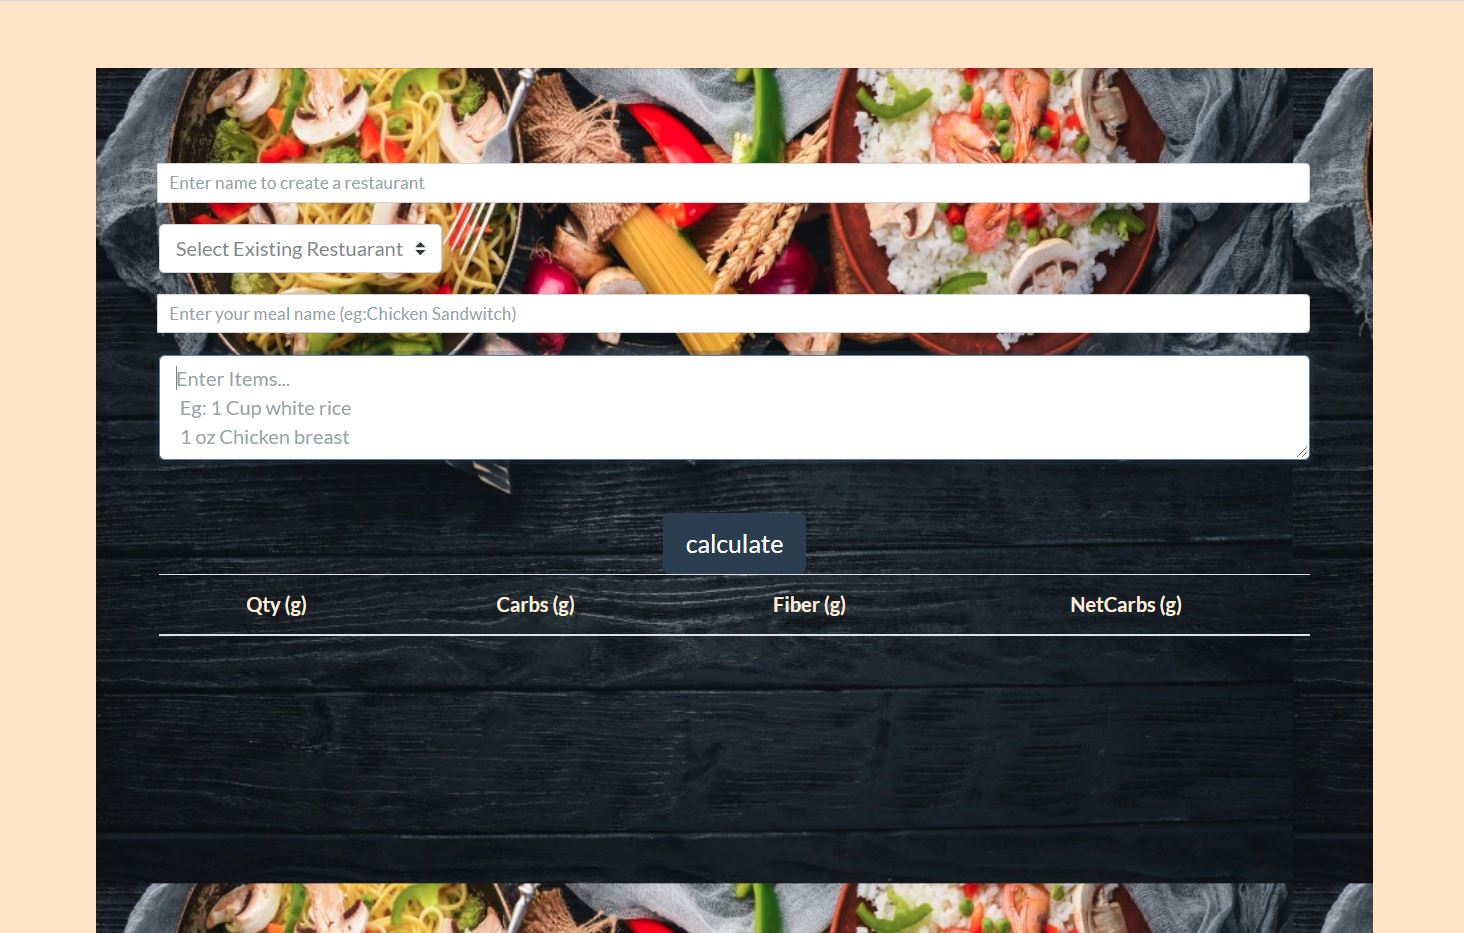 Enter name to create a restaurant
Select Existing Restuarant
Enter your meal name (eg:Chicken Sandwitch)
Enter Items...
Eg: 1 Cup white rice
1 oz Chicken breast
calculate
Qty (g) Carbs (g) Fiber (g) NetCarbs (g)